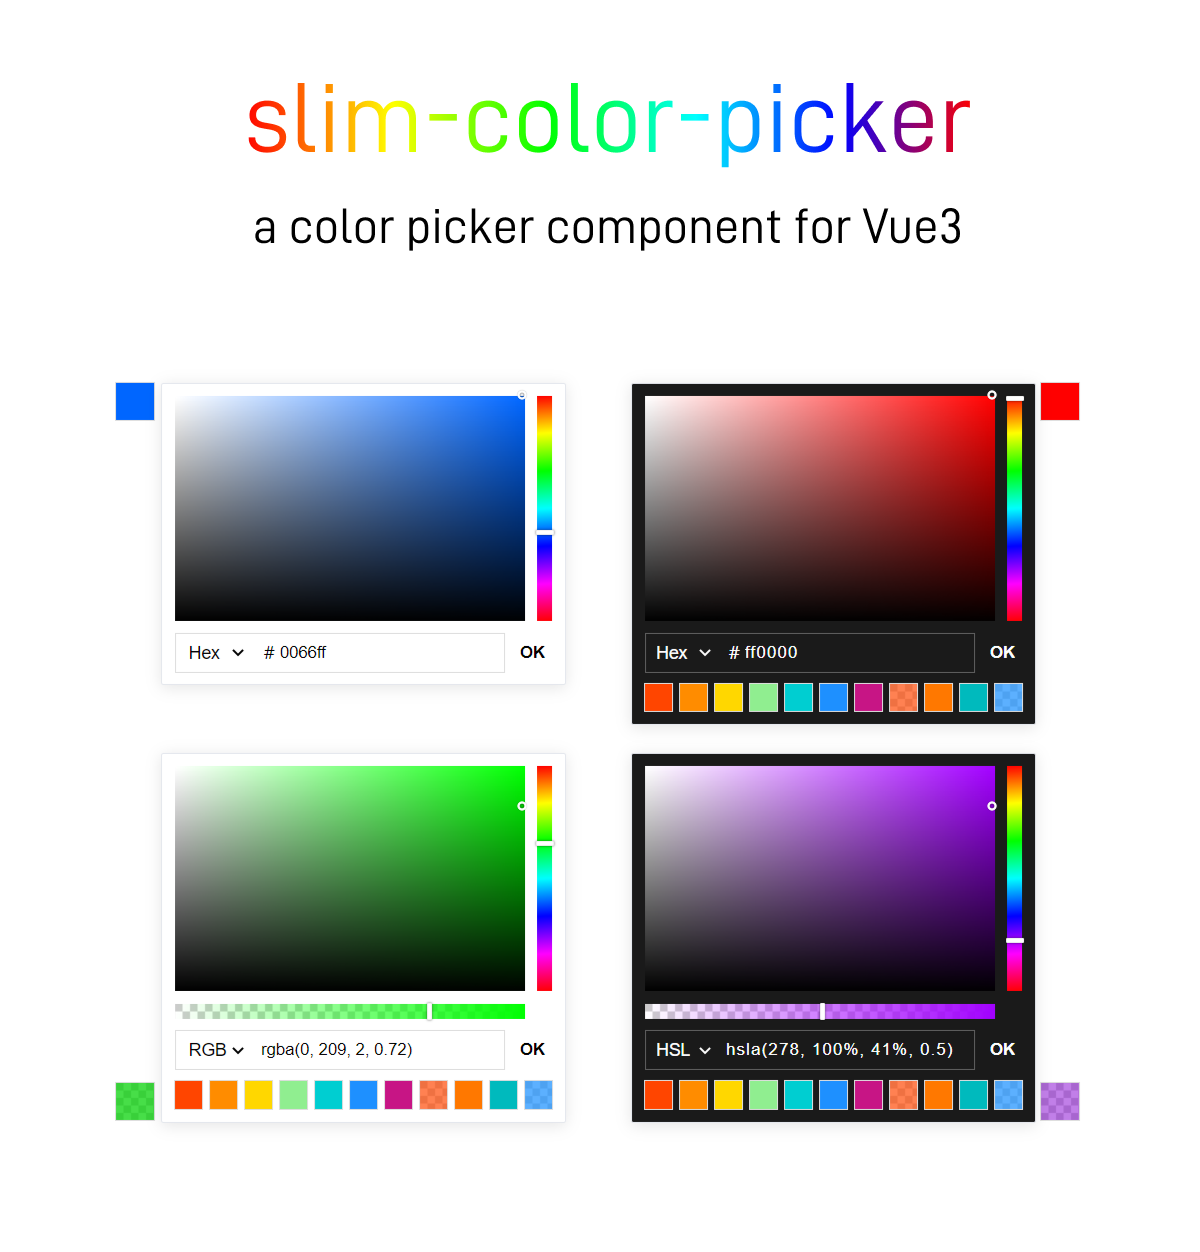 slim-color-picker
a color picker component for Vue3
Hex # 0066ff OK
Hex # ff0000 OK
RGB rgba(0, 209, 2, 0.72) OK
HSL hsla(278, 100%, 41%, 0.5) OK